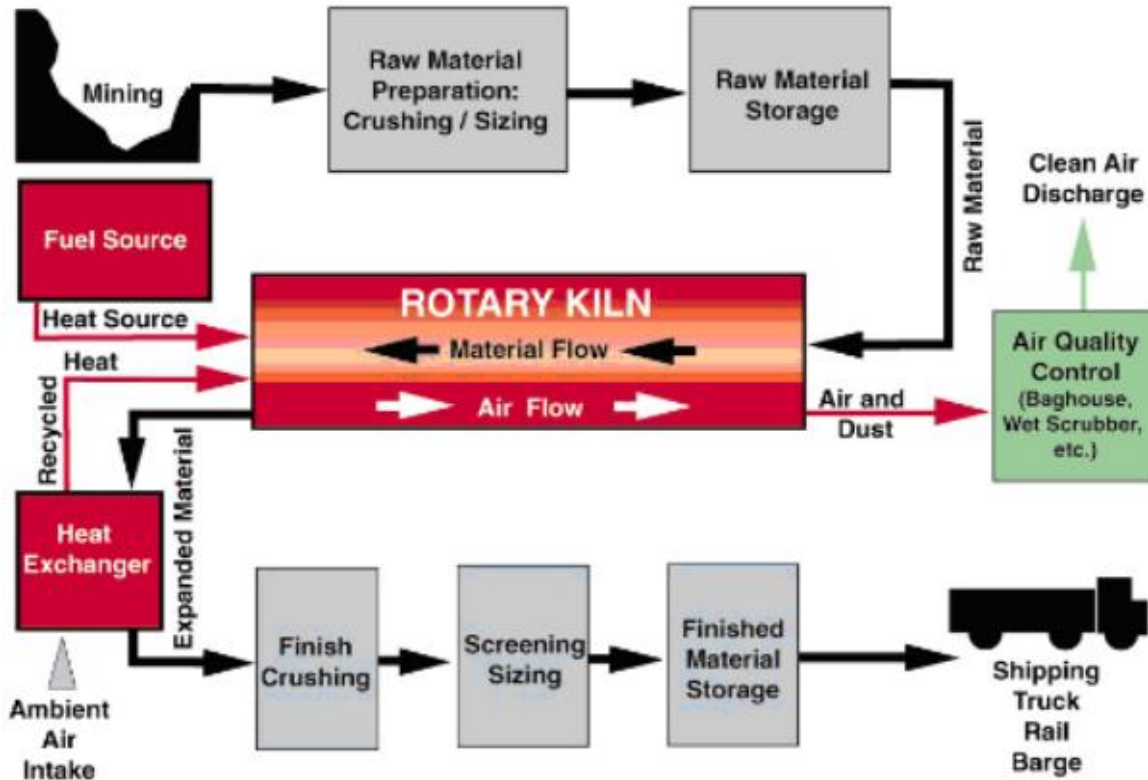 Mining
Raw Material
Preparation:
Crushing / Sizing
Raw Material
Storage
Raw Material
Clean Air
Discharge
Fuel Source
Heat Source
ROTARY KILN
Material Flow
Air Flow
Heat
Recycled
Air and
Dust
Air Quality
Control
(Baghouse,
Wet Scrubber,
etc.)
Heat
Exchanger
Expanded Material
Ambient
Air
Intake
Finish
Crushing
Screening
Sizing
Finished
Material
Storage
Shipping
Truck
Rail
Barge